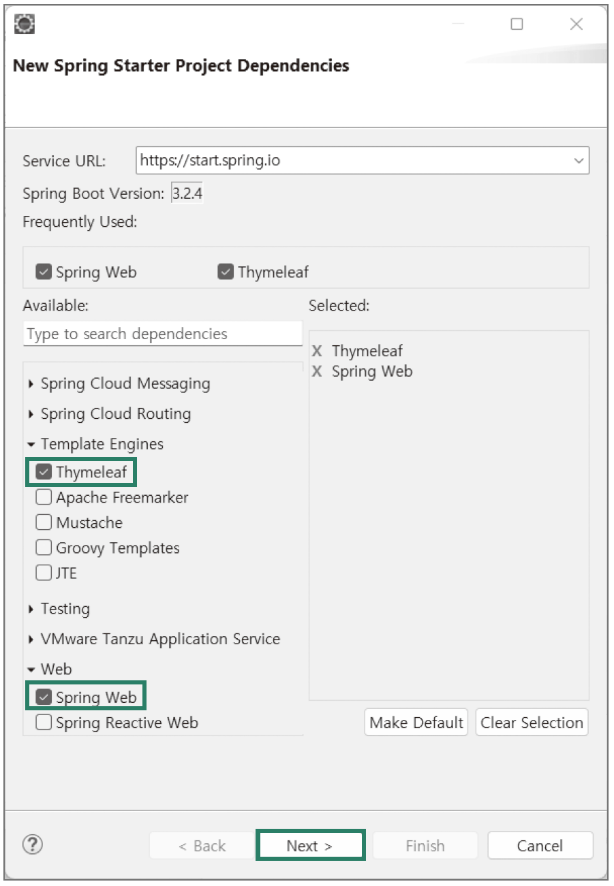 New Spring Starter Project Dependencies
Service URL: https://start.spring.io
Spring Boot Version: 3.2.4
Frequently Used:
Spring Web Thymeleaf
Available: Selected:
Type to search dependencies
X Thymeleaf
X Spring Web
Spring Cloud Messaging
Spring Cloud Routing
Template Engines
Thymeleaf
Apache Freemarker
Mustache
Groovy Templates
JTE
Testing
VMware Tanzu Application Service
Web
Spring Web
Spring Reactive Web
Make Default Clear Selection
? < Back Next > Finish Cancel